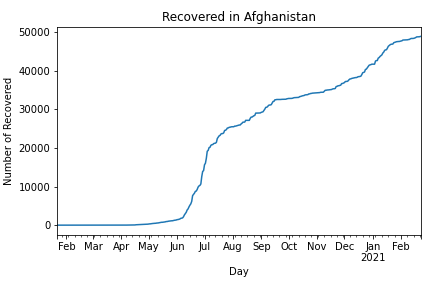 Recovered in Afghanistan
Number of Recovered
50000
40000
30000
20000
10000
0
Feb Mar Apr May Jun Jul Aug Sep Oct Nov Dec Jan Feb
2021
Day